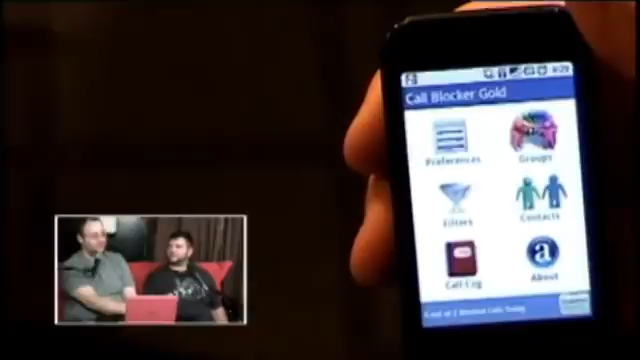 Call Blocker Gold
Preferences
Groups
Filters
Contacts
Call Log
a
About